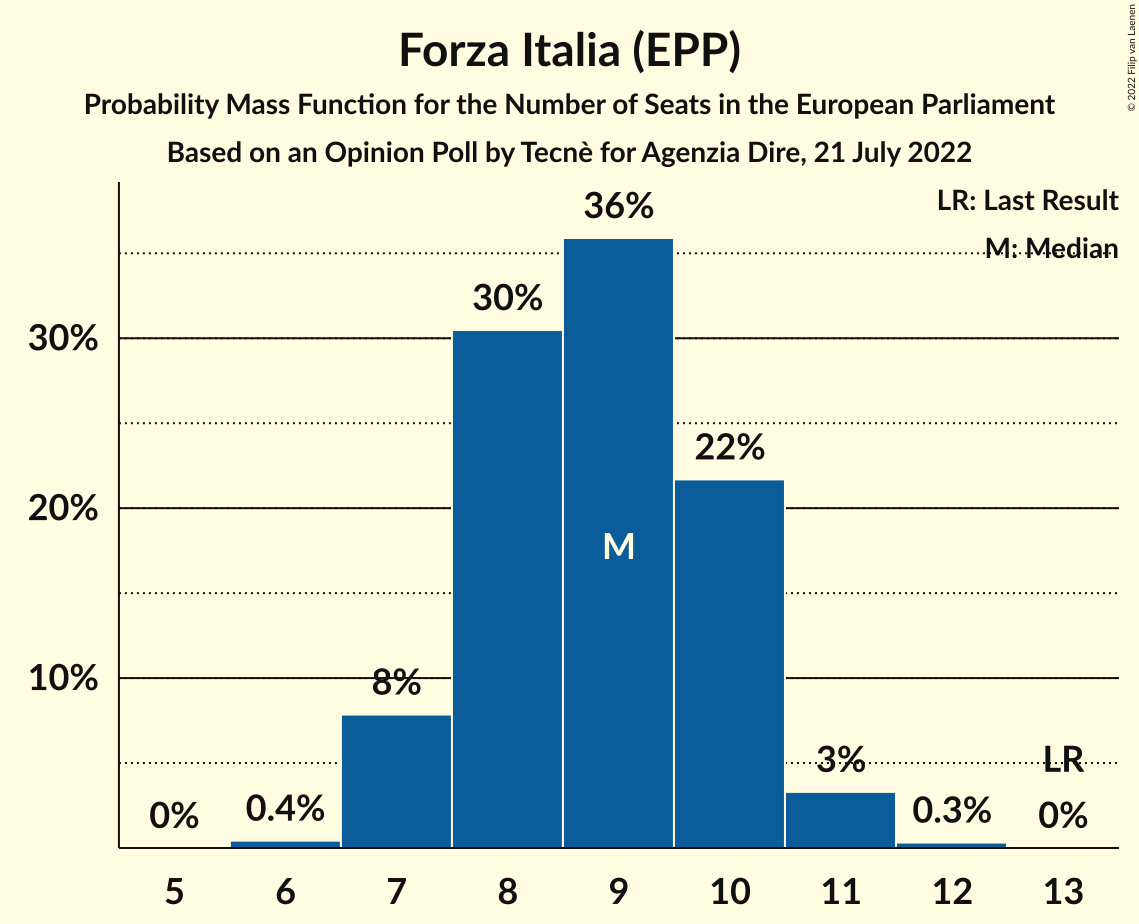 Forza Italia (EPP)
Probability Mass Function for the Number of Seats in the European Parliament
Based on an Opinion Poll by Tecnè for Agenzia Dire, 21 July 2022
© 2022 Filip van Laenen
LR: Last Result
M: Median
36%
30%
30%
22%
20%
M
10%
8%
3%
LR
0%
0.4%
0.3%
0%
5 6 7 8 9 10 11 12 13